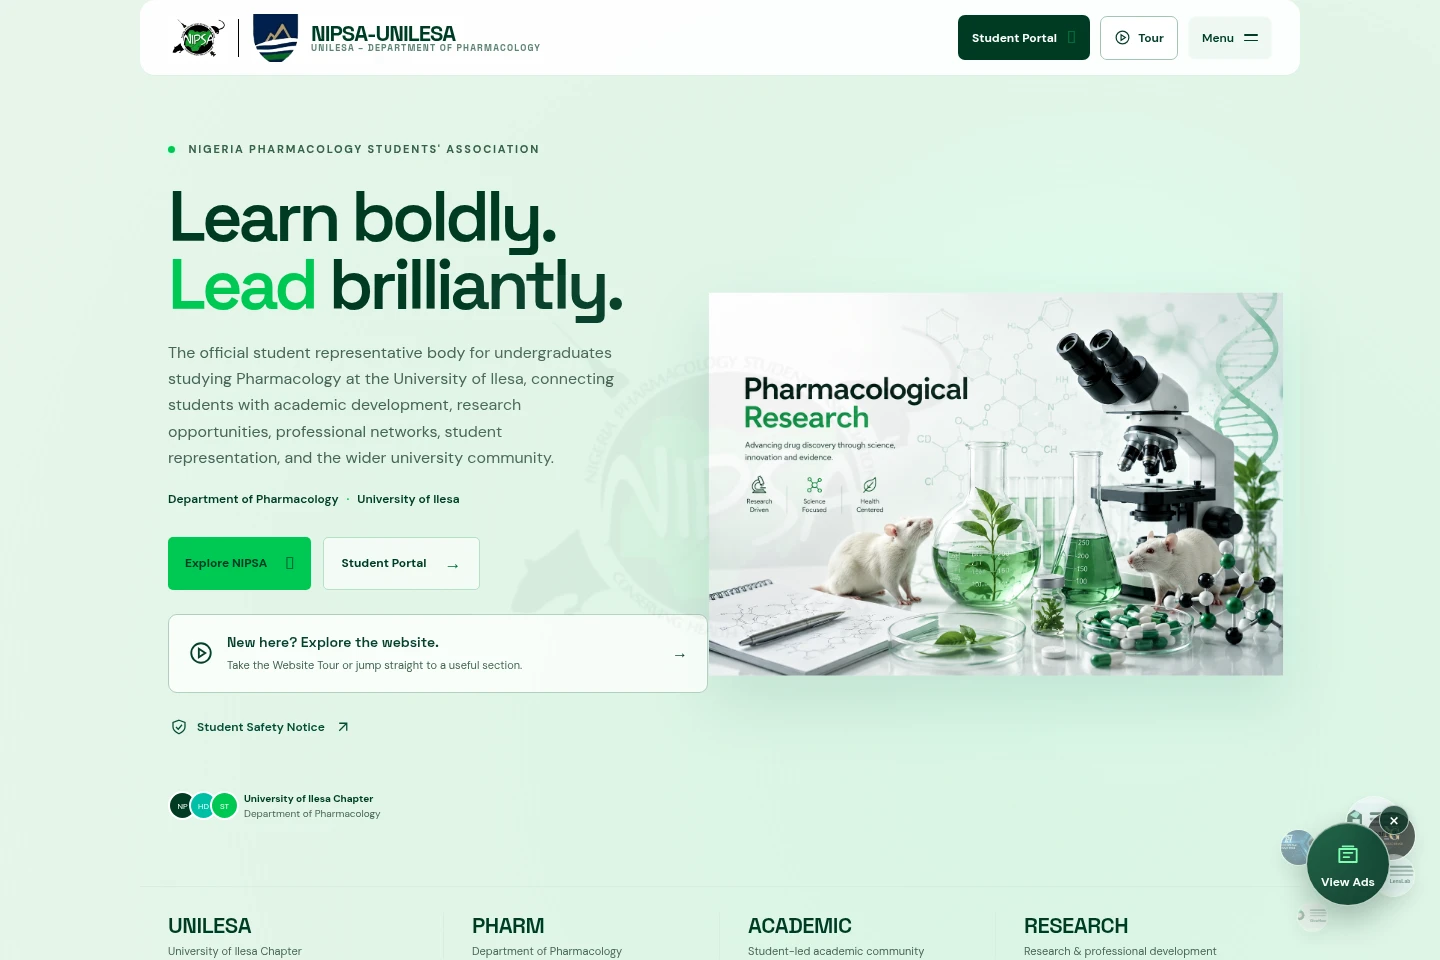 NIPSA
NIPSA-UNILESA
UNILESA – DEPARTMENT OF PHARMACOLOGY
Student Portal
Tour
Menu
NIGERIA PHARMACOLOGY STUDENTS' ASSOCIATION
Learn boldly.
Lead brilliantly.
The official student representative body for undergraduates
studying Pharmacology at the University of Ilesa, connecting
students with academic development, research
opportunities, professional networks, student
representation, and the wider university community.
Department of Pharmacology · University of Ilesa
Explore NIPSA
Student Portal →
New here? Explore the website.
Take the Website Tour or jump straight to a useful section. →
Student Safety Notice
NP HD ST
University of Ilesa Chapter
Department of Pharmacology
Pharmacological
Research
Advancing drug discovery through science,
innovation and evidence.
Research
Driven
Science
Focused
Health
Centered
View Ads
UNILESA
University of Ilesa Chapter
PHARM
Department of Pharmacology
ACADEMIC
Student-led academic community
RESEARCH
Research & professional development